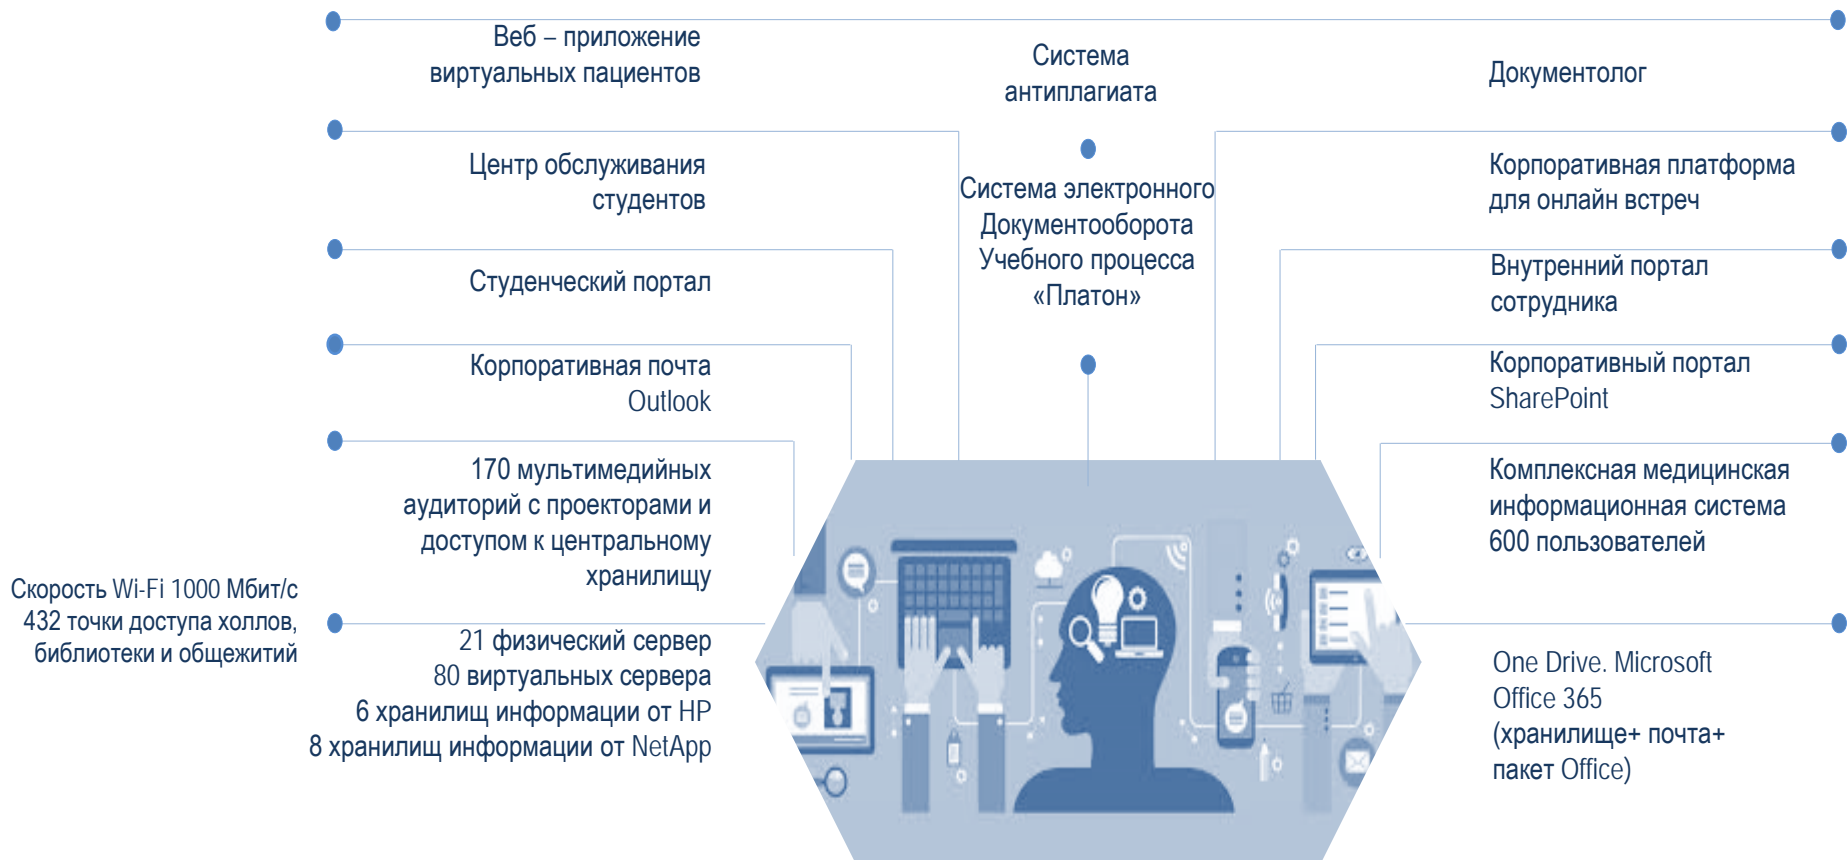 Веб – приложение
виртуальных пациентов
Центр обслуживания
студентов
Студенческий портал
Корпоративная почта
Outlook
170 мультимедийных
аудиторий с проекторами и
доступом к центральному
хранилищу
Скорость Wi-Fi 1000 Мбит/с
432 точки доступа холлов,
библиотеки и общежитий
21 физический сервер
80 виртуальных сервера
6 хранилищ информации от HP
8 хранилищ информации от NetApp
Система
антиплагиата
Система электронного
Документооборота
Учебного процесса
«Платон»
Документолог
Корпоративная платформа
для онлайн встреч
Внутренний портал
сотрудника
Корпоративный портал
SharePoint
Комплексная медицинская
информационная система
600 пользователей
One Drive. Microsoft
Office 365
(хранилище+ почта+
пакет Office)